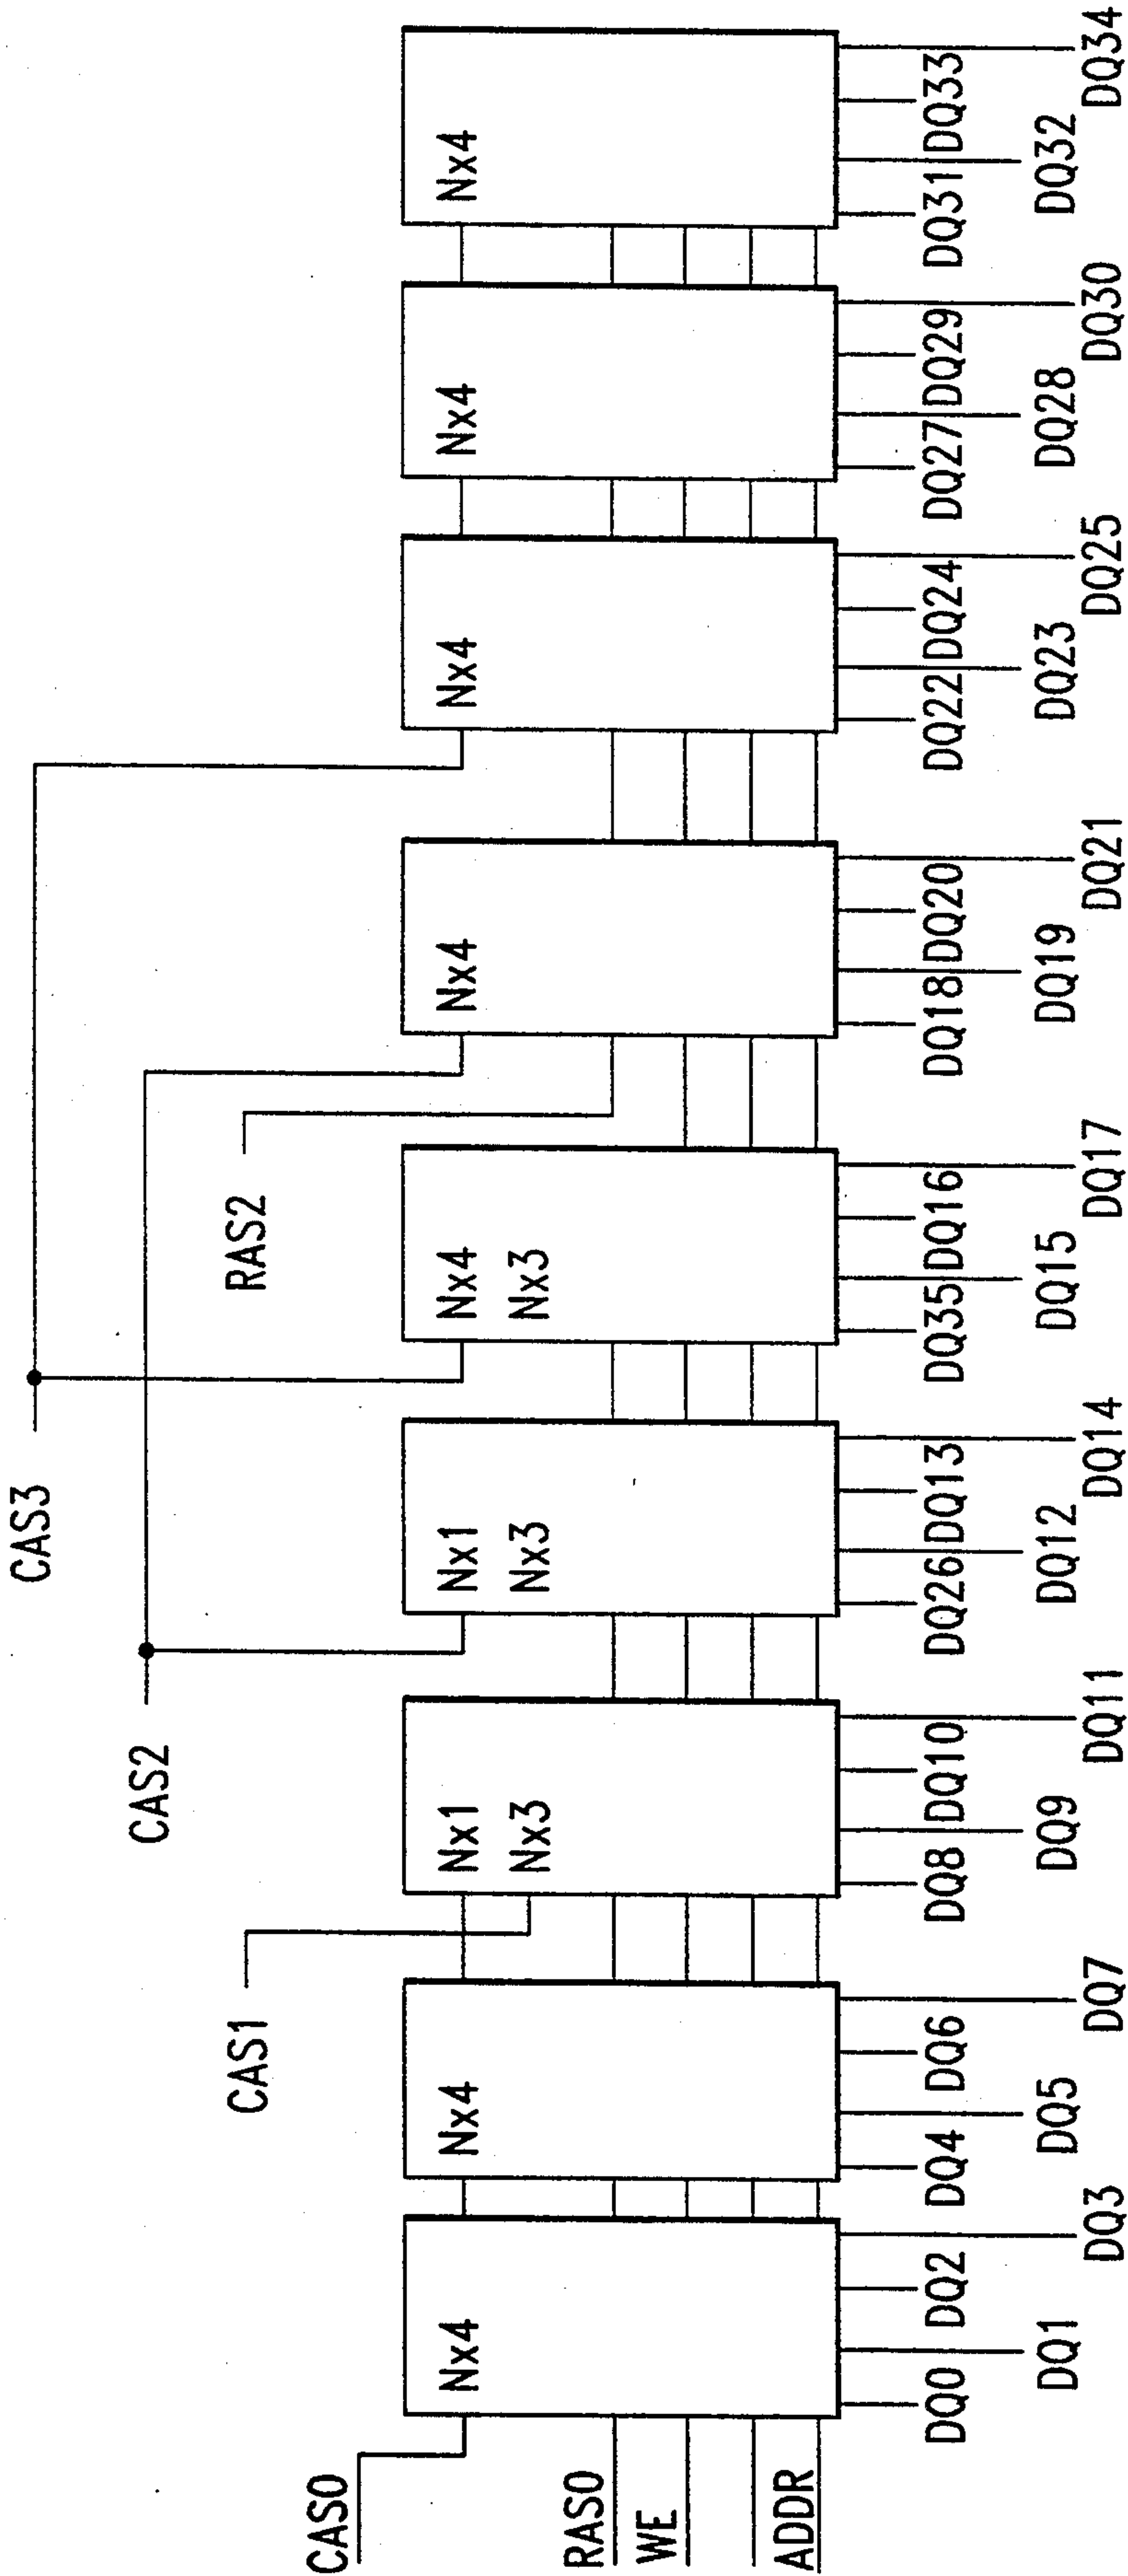 CAS3
CAS2
CAS1
RAS2
CAS0
Nx4
Nx4
Nx1
Nx1
Nx4
Nx4
Nx4
Nx4
Nx4
Nx3
Nx3
Nx3
RAS0
WE
ADDR
DQ0
DQ2
DQ4
DQ6
DQ8
DQ10
DQ26
DQ13
DQ35
DQ16
DQ18
DQ20
DQ22
DQ24
DQ27
DQ29
DQ31
DQ33
DQ1
DQ5
DQ9
DQ12
DQ15
DQ19
DQ23
DQ28
DQ32
DQ3
DQ7
DQ11
DQ14
DQ17
DQ21
DQ25
DQ30
DQ34